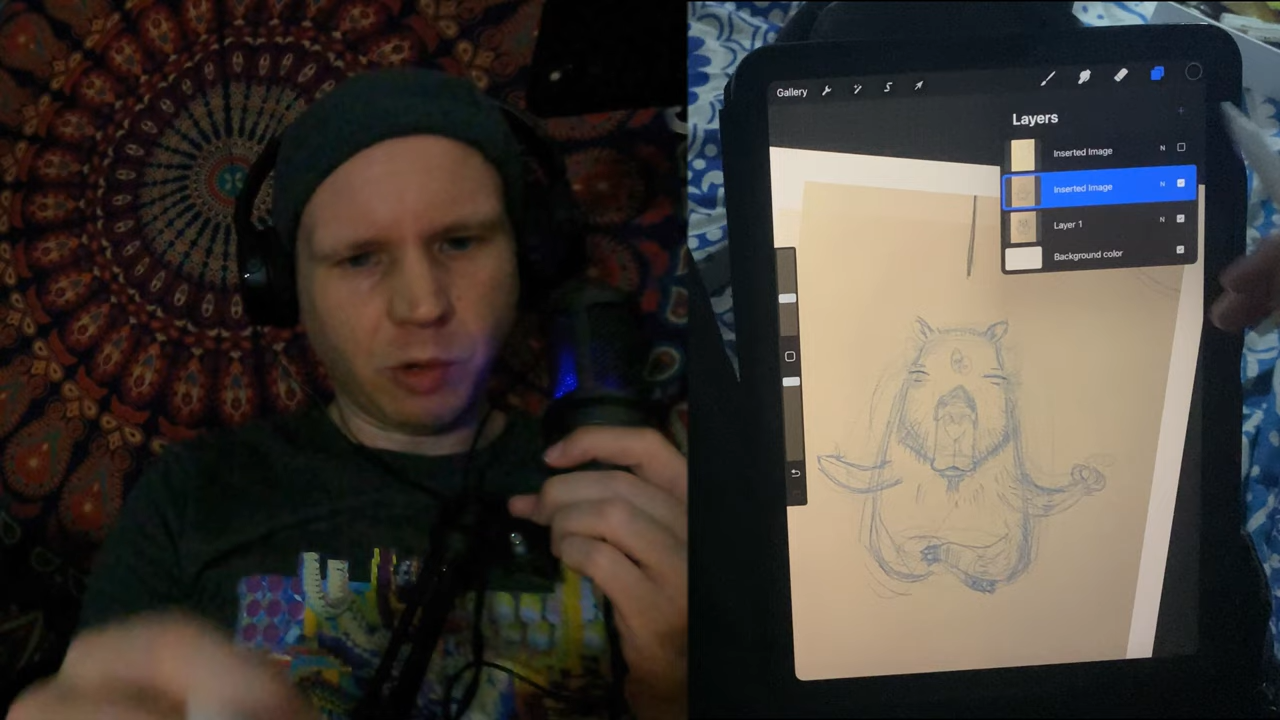 Gallery
Layers
Inserted Image N
Inserted Image N
Layer 1 N
Background color